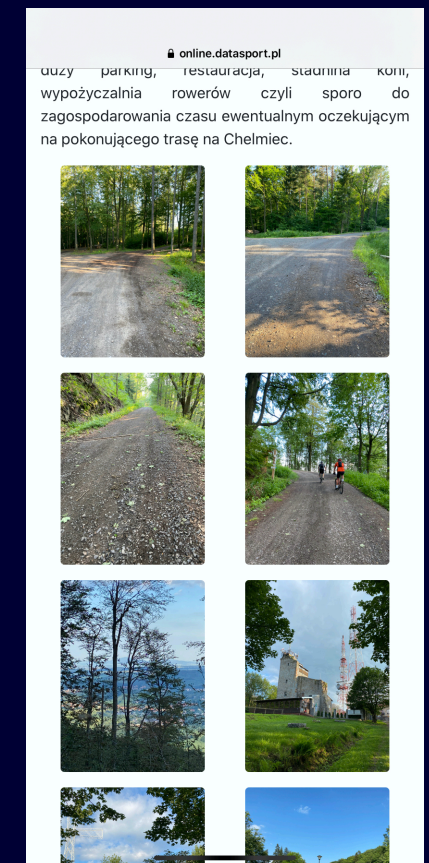 online.datasport.pl
duży parking, restauracja, stadnina koni,
wypożyczalnia rowerów czyli sporo do
zagospodarowania czasu ewentualnym oczekującym
na pokonującego trasę na Chelmiec.